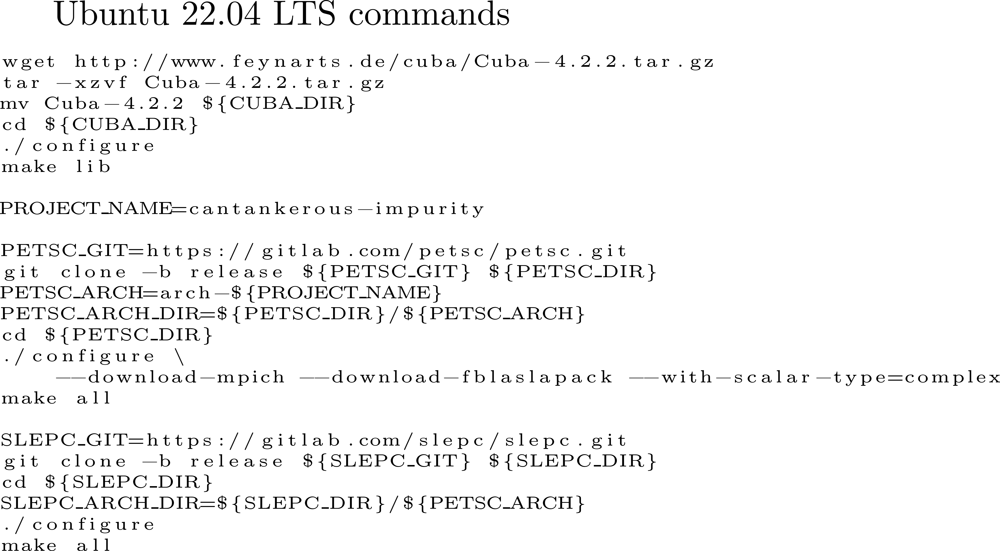 Ubuntu 22.04 LTS commands
wget http://www.feynarts.de/cuba/Cuba-4.2.2.tar.gz
tar -xzvf Cuba-4.2.2.tar.gz
mv Cuba-4.2.2 ${CUBA_DIR}
cd ${CUBA_DIR}
./configure
make lib
PROJECT_NAME=cantankerous-impurity
PETSC_GIT=https://gitlab.com/petsc/petsc.git
git clone -b release ${PETSC_GIT} ${PETSC_DIR}
PETSC_ARCH=arch-${PROJECT_NAME}
PETSC_ARCH_DIR=${PETSC_DIR}/${PETSC_ARCH}
cd ${PETSC_DIR}
./configure \
--download-mpich --download-fblaslapack --with-scalar-type=complex
make all
SLEPC_GIT=https://gitlab.com/slepc/slepc.git
git clone -b release ${SLEPC_GIT} ${SLEPC_DIR}
cd ${SLEPC_DIR}
SLEPC_ARCH_DIR=${SLEPC_DIR}/${PETSC_ARCH}
./configure
make all